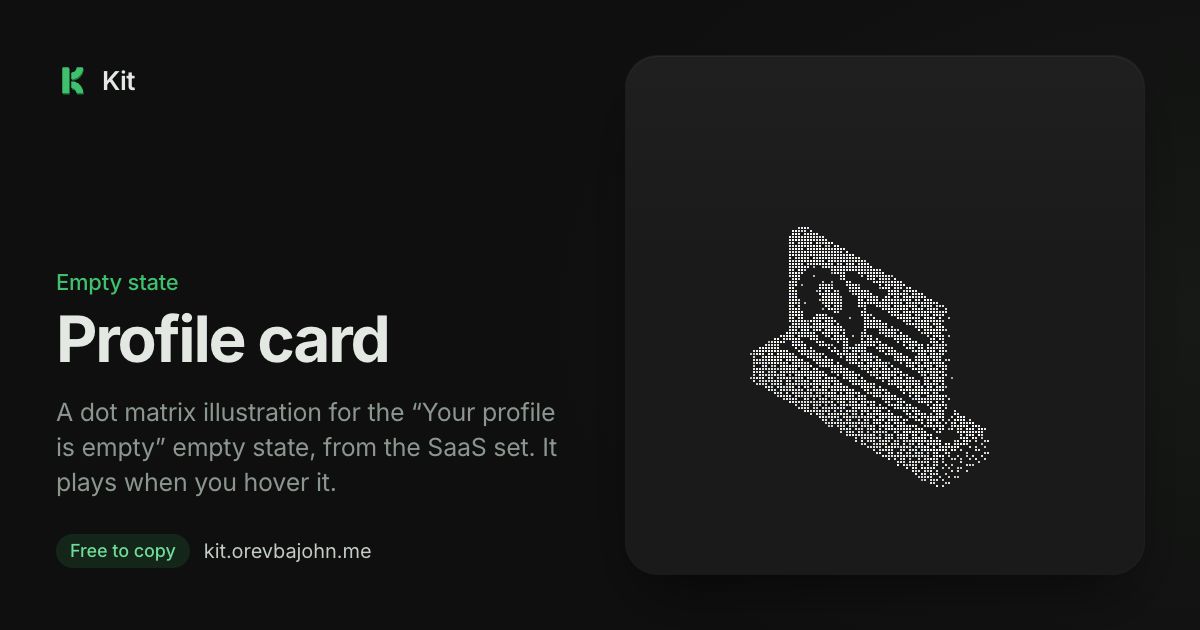 Kit
Empty state
Profile card
A dot matrix illustration for the “Your profile
is empty” empty state, from the SaaS set. It
plays when you hover it.
Free to copy
kit.orevbajohn.me